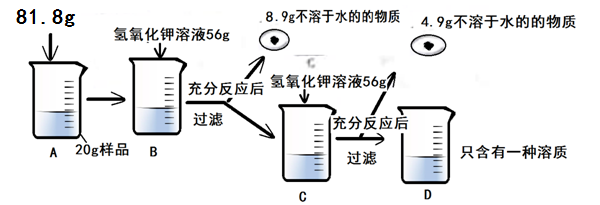 81.8g
8.9g不溶于水的的物质
4.9g不溶于水的的物质
氢氧化钾溶液56g
充分反应后
过滤
氢氧化钾溶液56g
充分反应后
过滤
20g样品
只含有一种溶质
A
B
C
D